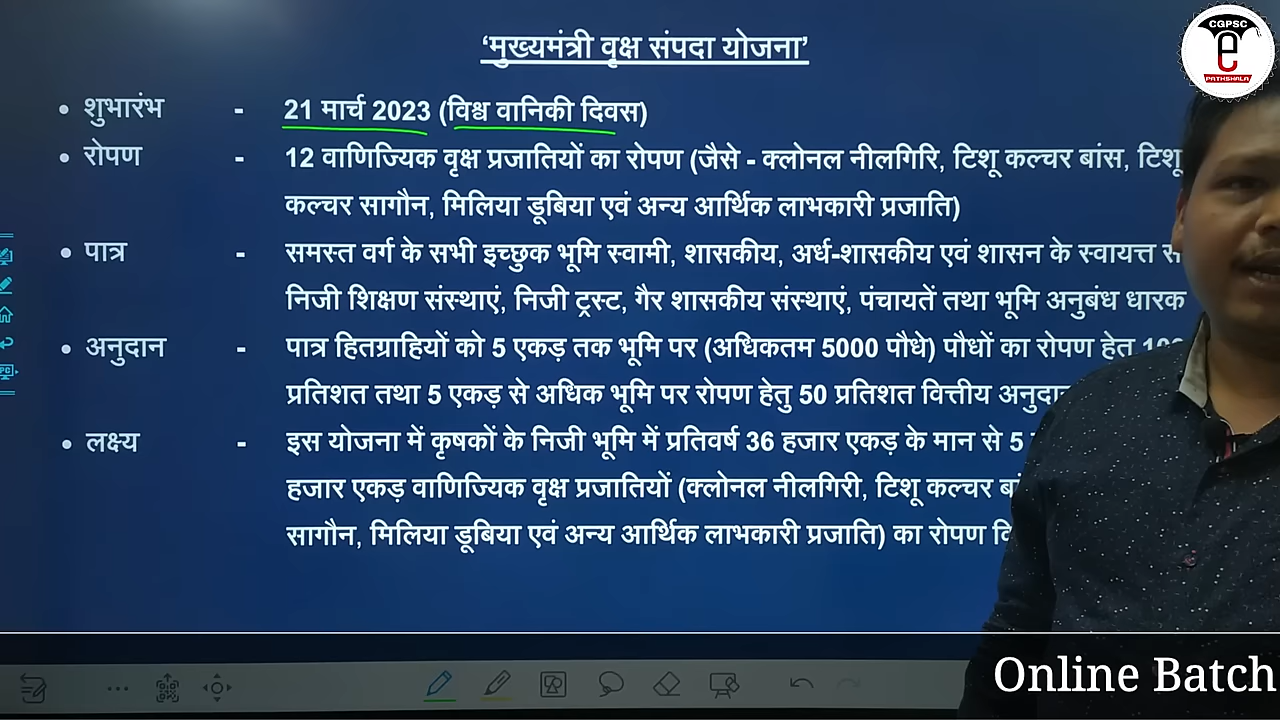 CGPSC
e
PATHSHALA
‘मुख्यमंत्री वृक्ष संपदा योजना’
• शुभारंभ - 21 मार्च 2023 (विश्व वानिकी दिवस)
• रोपण - 12 वाणिज्यिक वृक्ष प्रजातियों का रोपण (जैसे - क्लोनल नीलगिरि, टिशू कल्चर बांस, टिशू
कल्चर सागौन, मिलिया डूबिया एवं अन्य आर्थिक लाभकारी प्रजाति)
• पात्र - समस्त वर्ग के सभी इच्छुक भूमि स्वामी, शासकीय, अर्ध-शासकीय एवं शासन के स्वायत्त
निजी शिक्षण संस्थाएं, निजी ट्रस्ट, गैर शासकीय संस्थाएं, पंचायतें तथा भूमि अनुबंध धारक
• अनुदान - पात्र हितग्राहियों को 5 एकड़ तक भूमि पर (अधिकतम 5000 पौधे) पौधों का रोपण हेतु
प्रतिशत तथा 5 एकड़ से अधिक भूमि पर रोपण हेतु 50 प्रतिशत वित्तीय
• लक्ष्य - इस योजना में कृषकों के निजी भूमि में प्रतिवर्ष 36 हजार एकड़ के मान से 5
हजार एकड़ वाणिज्यिक वृक्ष प्रजातियों (क्लोनल नीलगिरी, टिशू कल्चर
सागौन, मिलिया डूबिया एवं अन्य आर्थिक लाभकारी प्रजाति) का रोपण
PC
Online Batch